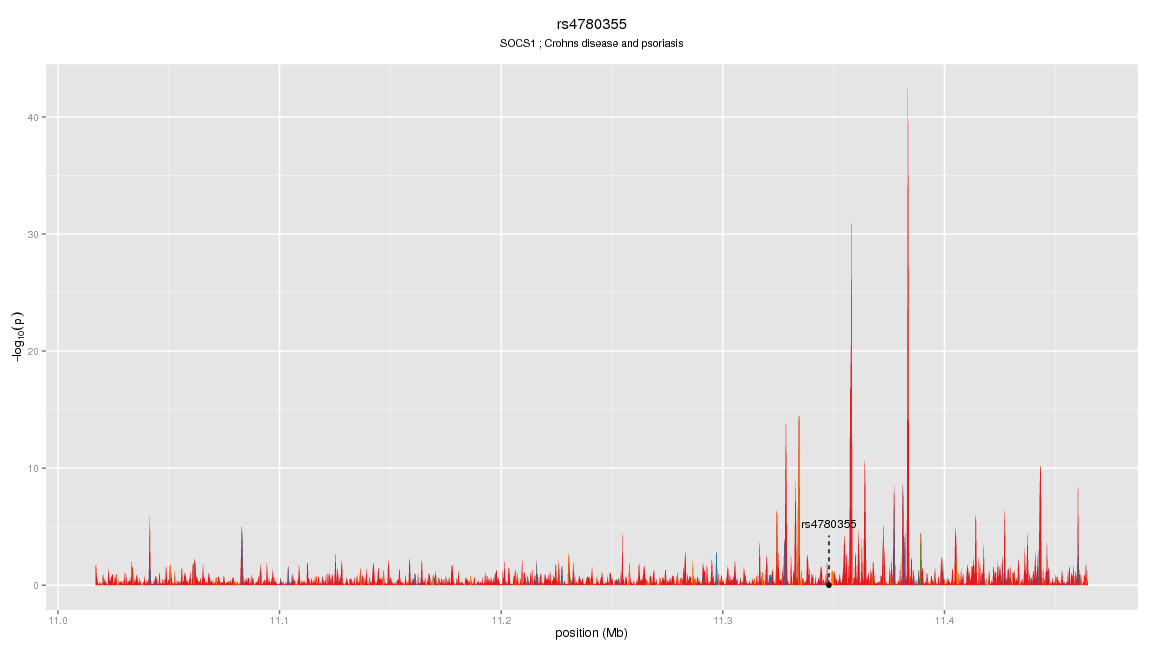 rs4780355
SOCS1 ; Crohns disease and psoriasis
40
30
20
10
0
−log10(p)
rs4780355
11.0
11.1
11.2
11.3
11.4
position (Mb)